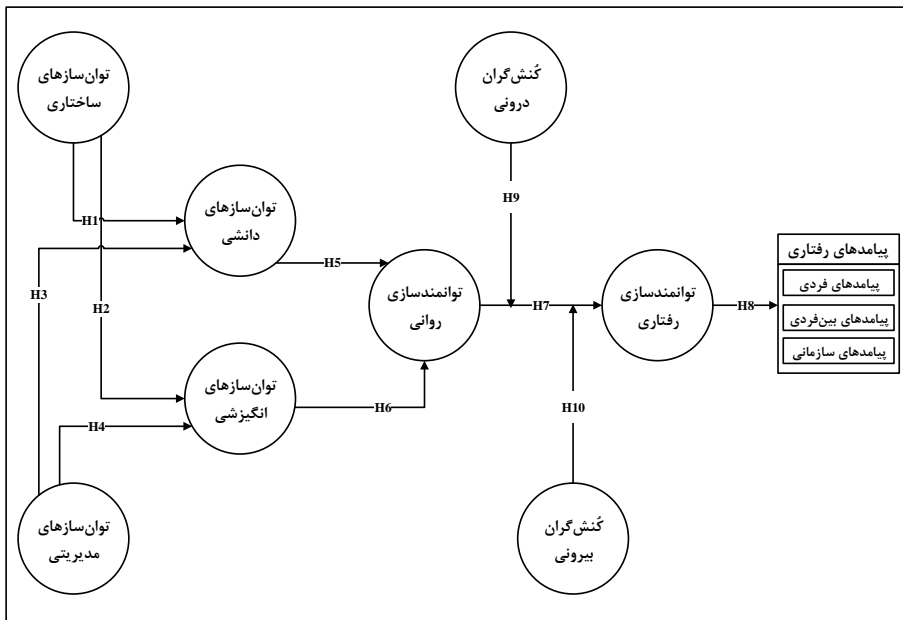 توان‌سازهای
ساختاری
کُنش‌گران
درونی
H1
توان‌سازهای
دانشی
H9
H3
H5
H2
توانمندسازی
روانی
H7
توانمندسازی
رفتاری
H8
پیامدهای رفتاری
پیامدهای فردی
پیامدهای بین‌فردی
پیامدهای سازمانی
توان‌سازهای
انگیزشی
H6
H4
H10
توان‌سازهای
مدیریتی
کُنش‌گران
بیرونی